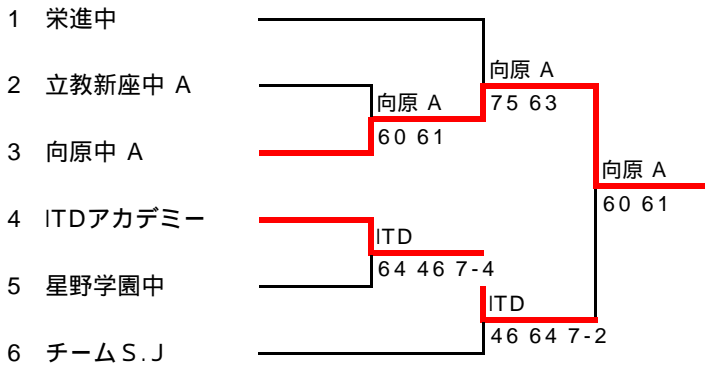 1 栄進中
2 立教新座中 A
3 向原中 A
4 ITDアカデミー
5 星野学園中
6 チームS.J
向原 A
60 61
ITD
64 46 7-4
向原 A
75 63
ITD
46 64 7-2
向原 A
60 61